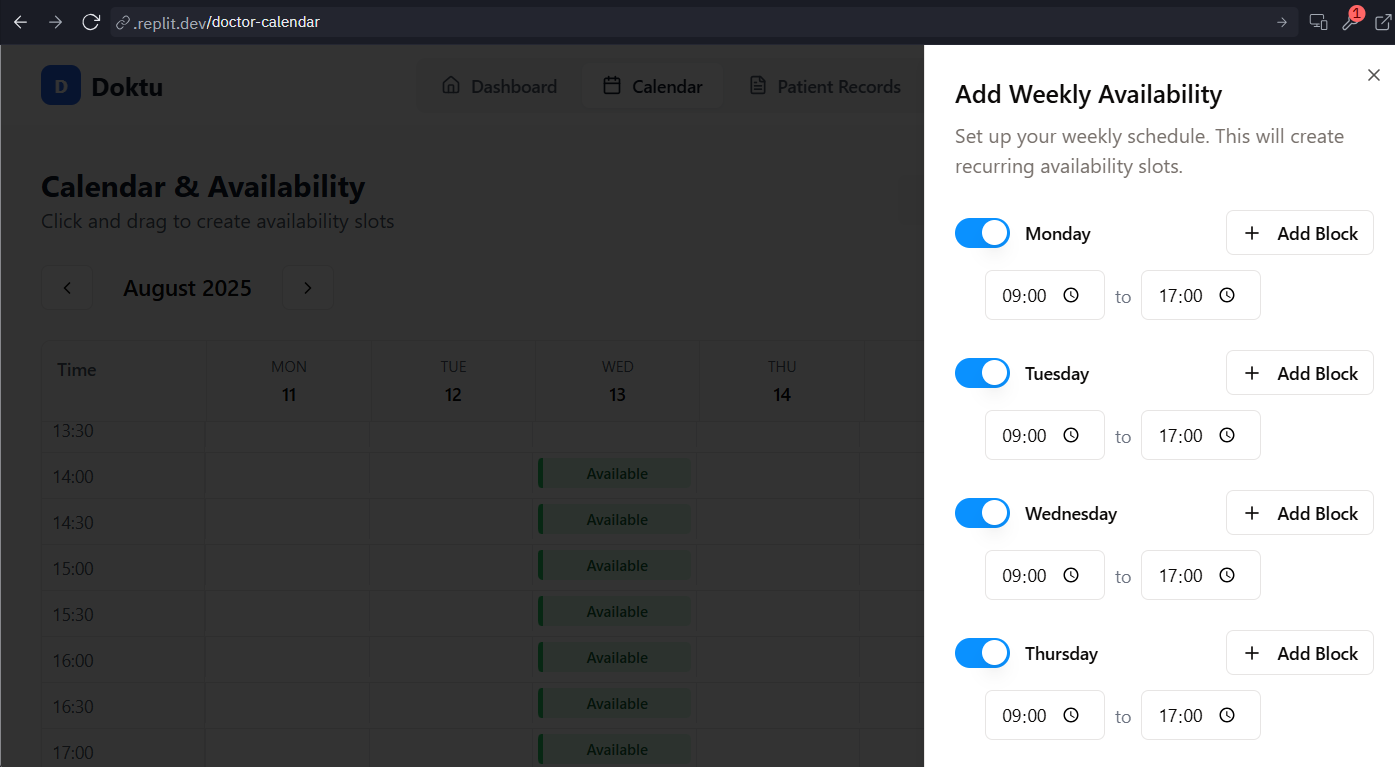 .replit.dev/doctor-calendar
1
D
Doktu
Dashboard
Calendar
Patient Records
Calendar & Availability
Click and drag to create availability slots
August 2025
Time
MON
TUE
WED
THU
11
12
13
14
13:30
14:00
Available
14:30
Available
15:00
Available
15:30
Available
16:00
Available
16:30
Available
17:00
Available
Add Weekly Availability
Set up your weekly schedule. This will create
recurring availability slots.
Monday
Add Block
09:00 to 17:00
Tuesday
Add Block
09:00 to 17:00
Wednesday
Add Block
09:00 to 17:00
Thursday
Add Block
09:00 to 17:00